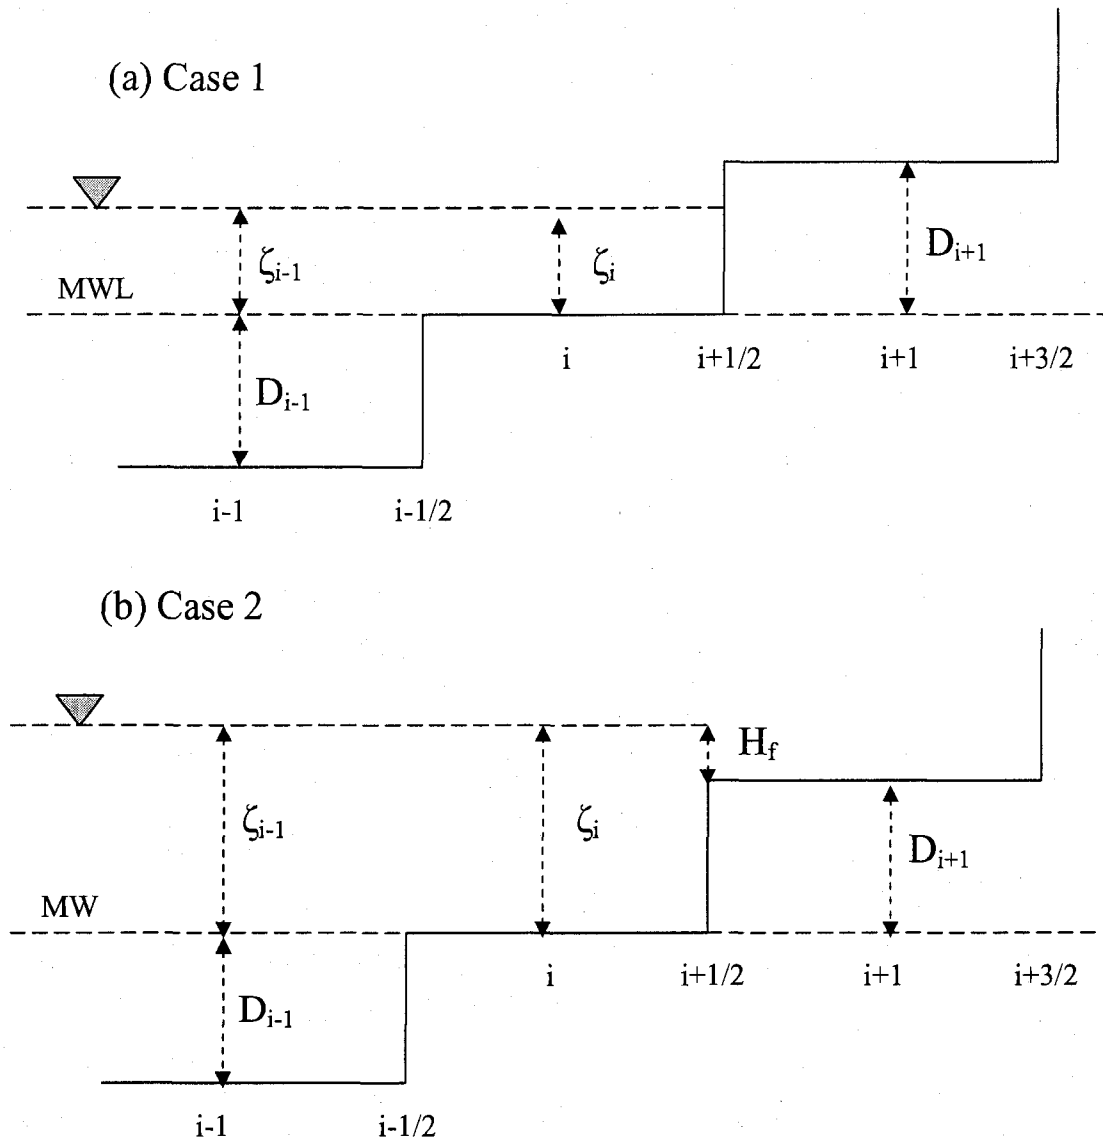 (a) Case 1
ζi-1
ζi
Di+1
MWL
i
i+1/2
i+1
i+3/2
Di-1
i-1
i-1/2
(b) Case 2
Hf
ζi-1
ζi
Di+1
MW
i
i+1/2
i+1
i+3/2
Di-1
i-1
i-1/2